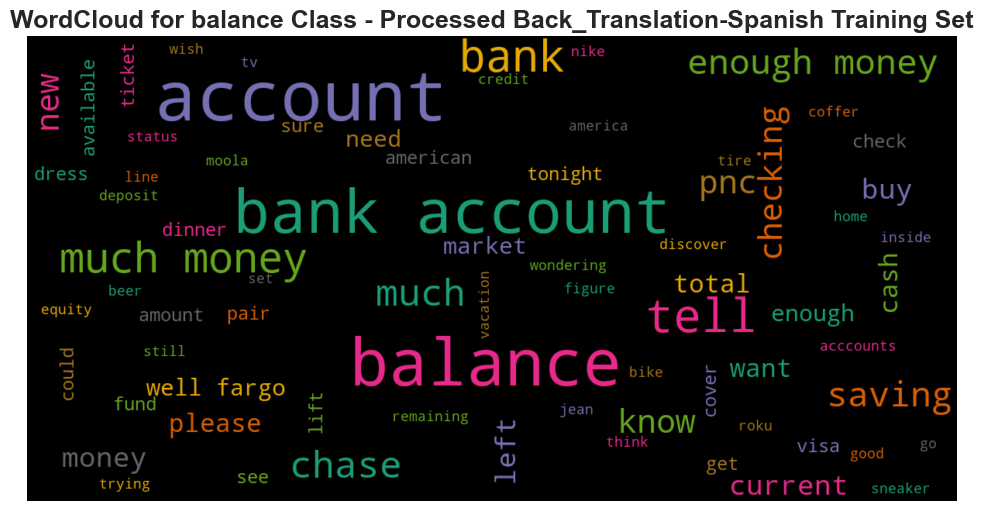 WordCloud for balance Class - Processed Back_Translation-Spanish Training Set
wish
bank
nike
enough money
tv
credit
account
new
available
ticket
status
sure
need
america
coffer
checking
check
moola
american
dress
line
deposit
tonight
tire
pnc
buy
home
bank account
dinner
market
discover
inside
much money
set
wondering
beer
much
figure
vacation
total
cash
equity
amount
pair
tell
enough
acccounts
still
could
balance
bike
want
well fargo
cover
saving
fund
lift
remaining
jean
know
roku
please
left
think
visa
good
go
money
chase
get
trying
see
current
sneaker